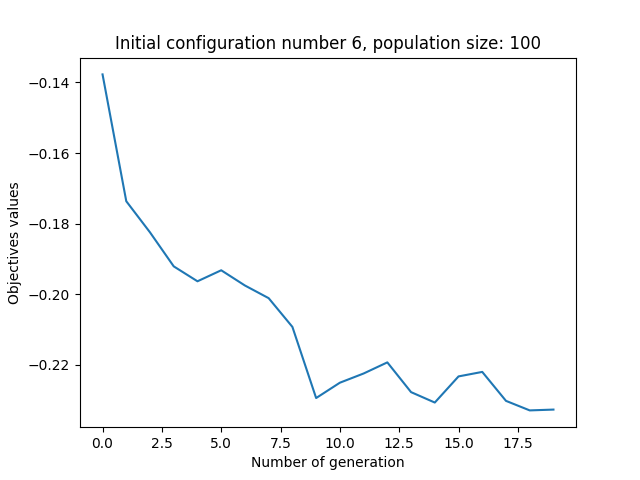 Initial configuration number 6, population size: 100
Objectives values
−0.14
−0.16
−0.18
−0.20
−0.22
0.0 2.5 5.0 7.5 10.0 12.5 15.0 17.5
Number of generation